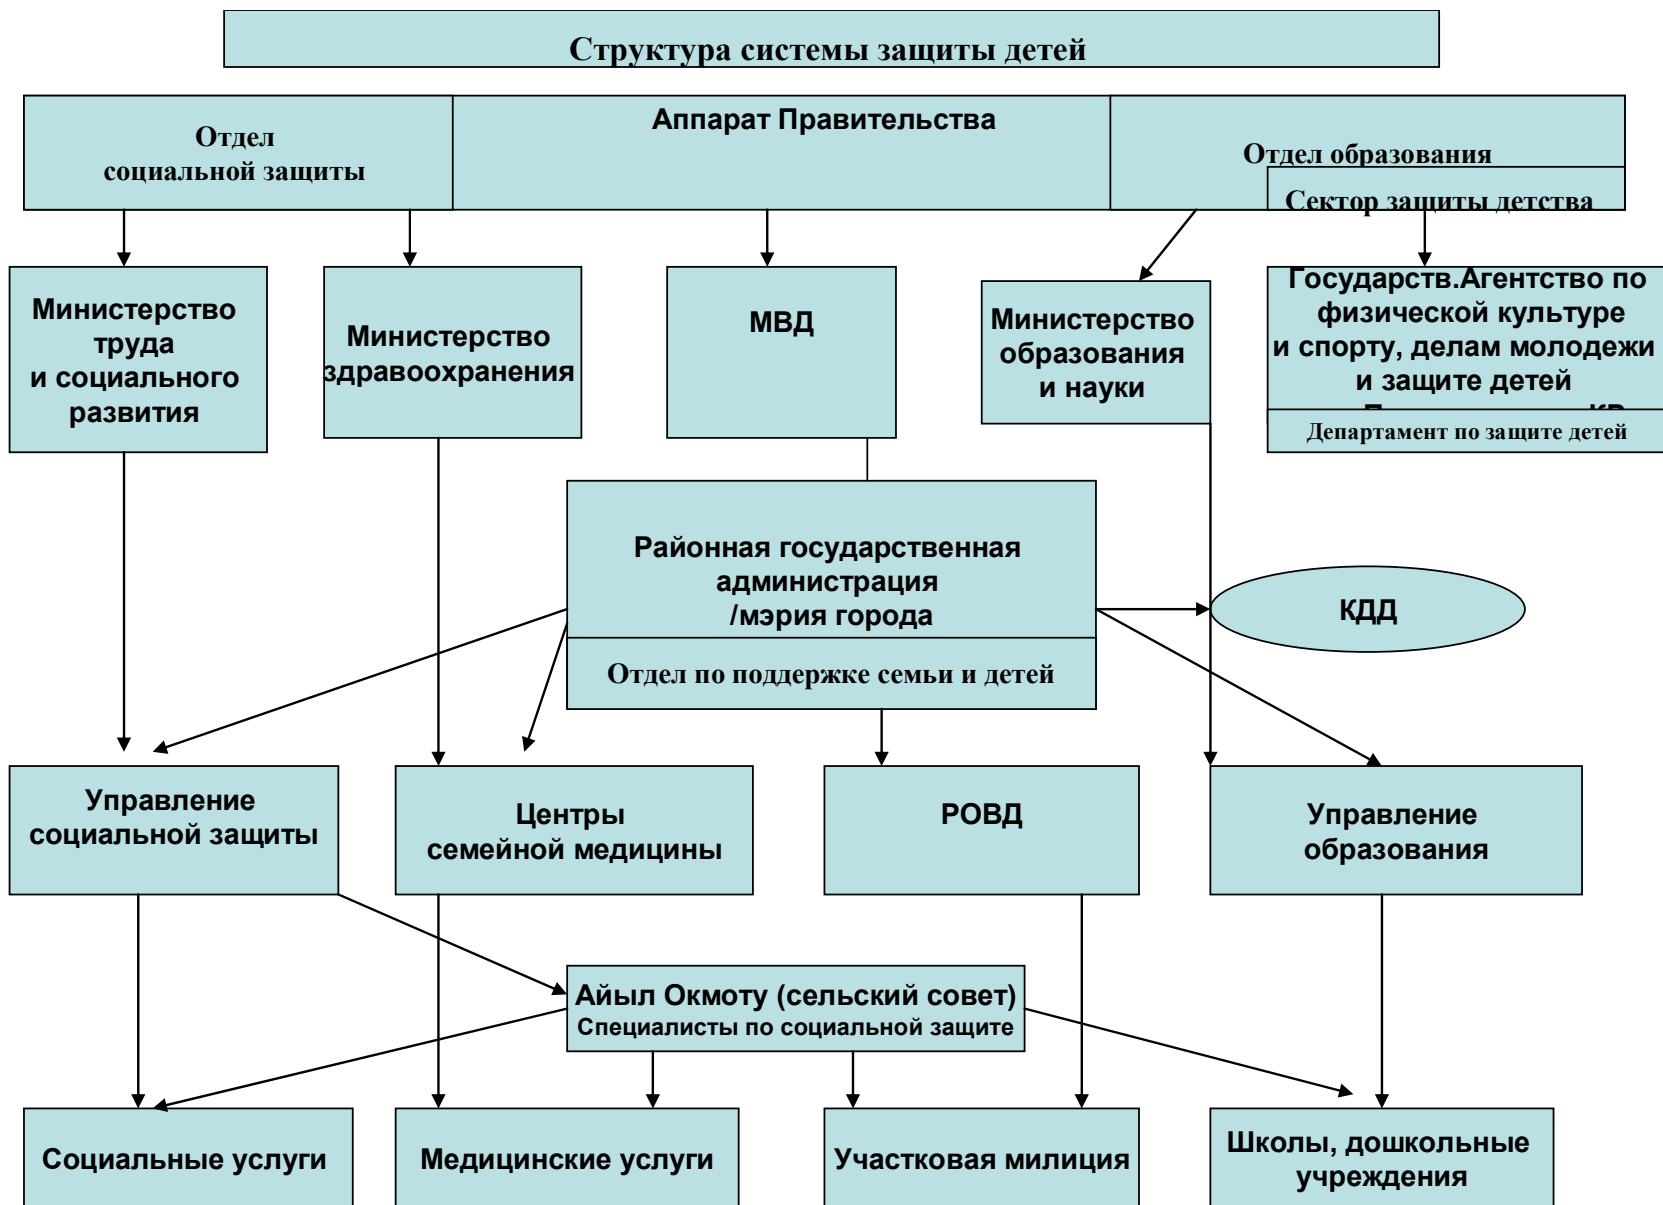 Структура системы защиты детей
Отдел
социальной защиты
Аппарат Правительства
Отдел образования
Сектор защиты детства
Министерство
труда
и социального
развития
Министерство
здравоохранения
МВД
Министерство
образования
и науки
Государств.Агентство по
физической культуре
и спорту, делам молодежи
и защите детей
Департамент по защите детей
Районная государственная
администрация
/мэрия города
Отдел по поддержке семьи и детей
КДД
Управление
социальной защиты
Центры
семейной медицины
РОВД
Управление
образования
Айыл Окмоту (сельский совет)
Специалисты по социальной защите
Социальные услуги
Медицинские услуги
Участковая милиция
Школы, дошкольные
учреждения